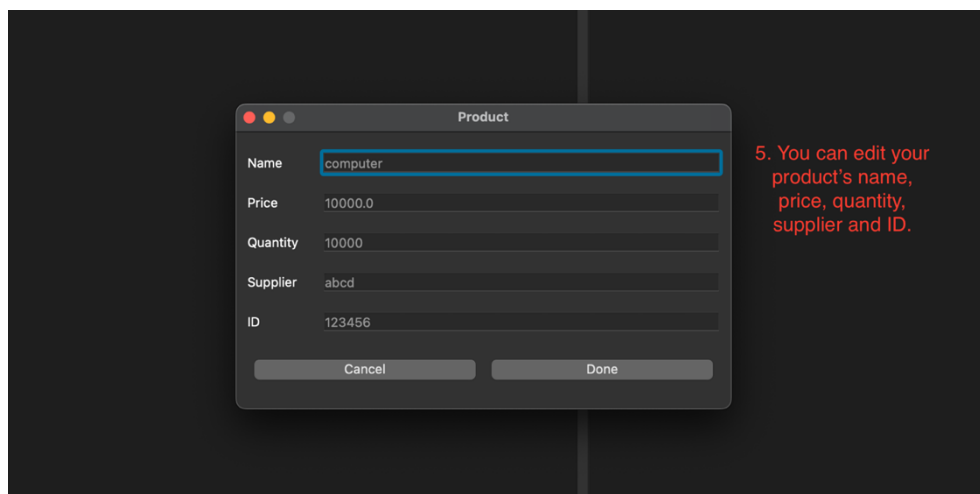 Product
Name
computer
Price
10000.0
Quantity
10000
Supplier
abcd
ID
123456
Cancel
Done
5. You can edit your
product’s name,
price, quantity,
supplier and ID.